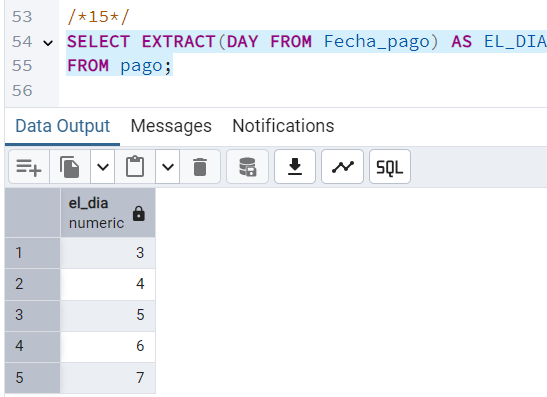 53 /*15*/
54 SELECT EXTRACT(DAY FROM Fecha_pago) AS EL_DIA
55 FROM pago;
56
Data Output Messages Notifications
SQL
el_dia
numeric
1 3
2 4
3 5
4 6
5 7